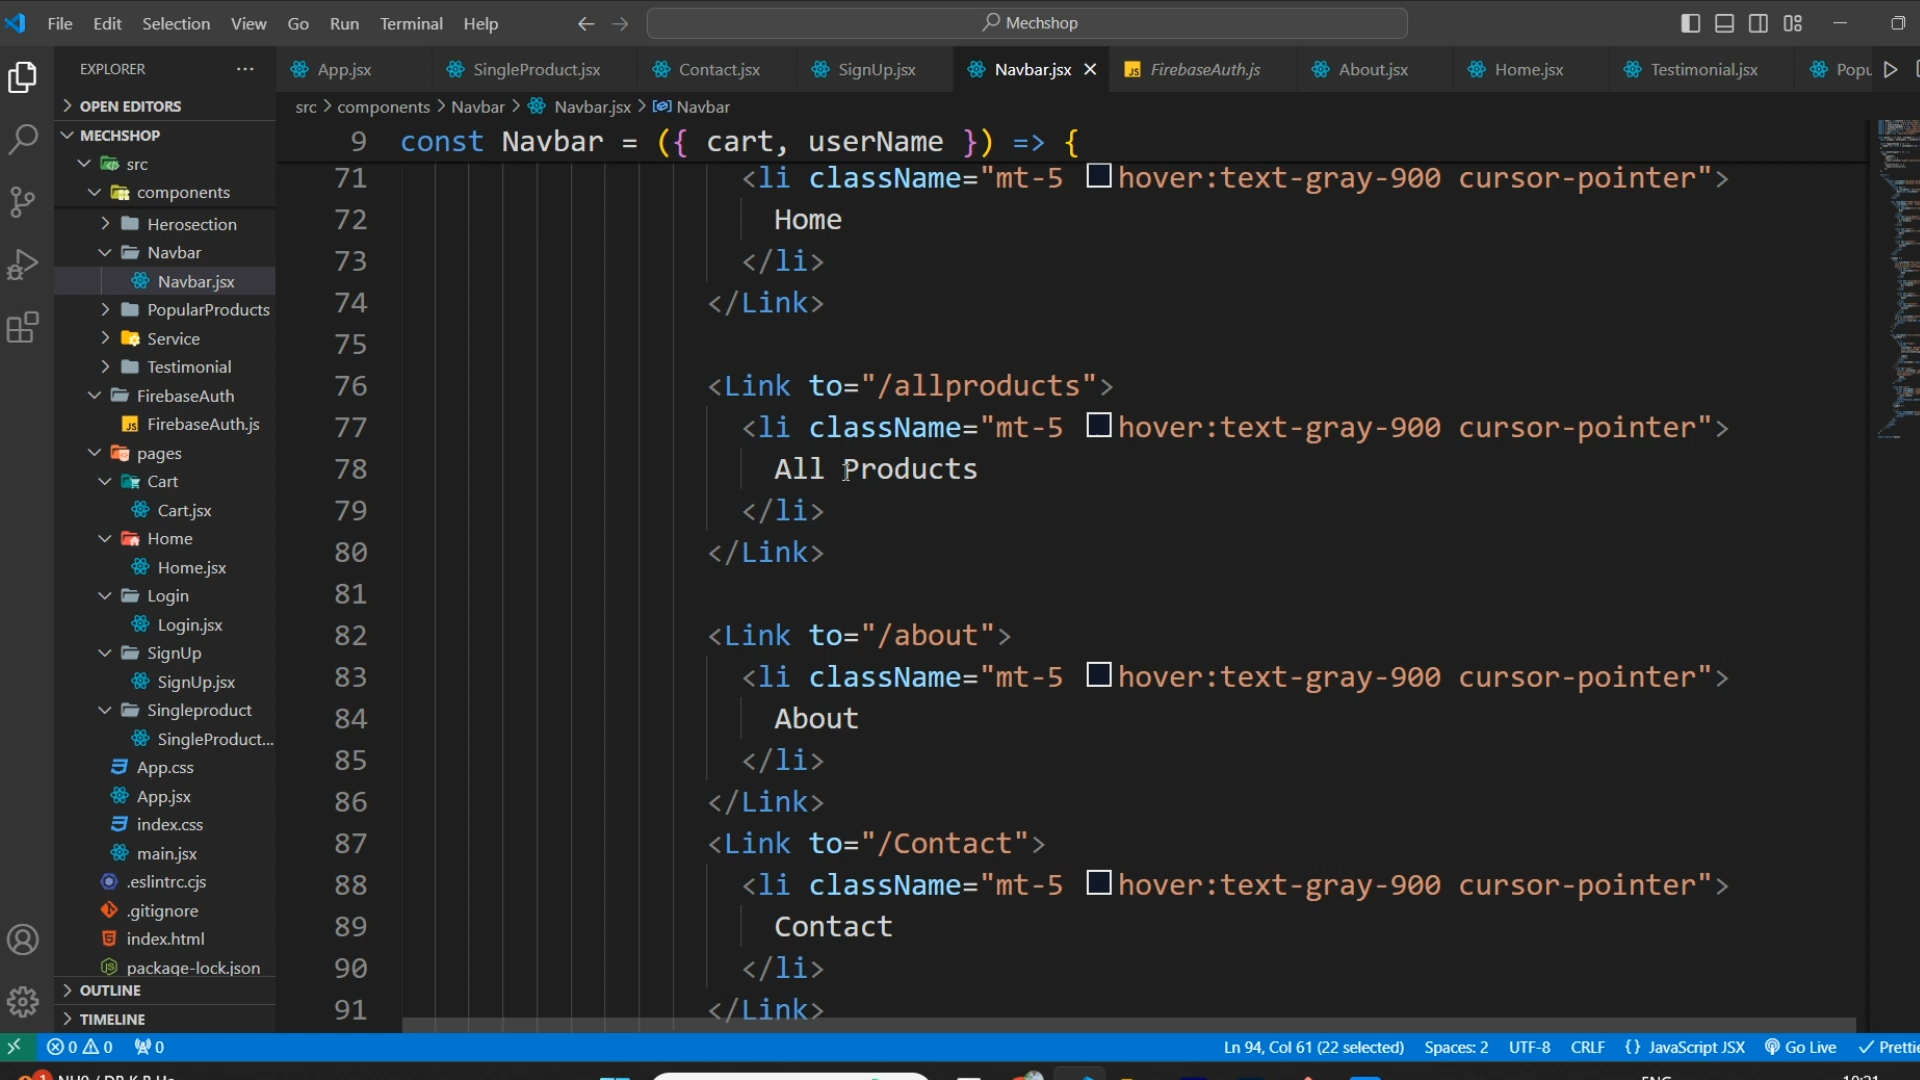 File Edit Selection View Go Run Terminal Help
Mechshop
EXPLORER
App.jsx SingleProduct.jsx Contact.jsx SignUp.jsx Navbar.jsx FirebaseAuth.js About.jsx Home.jsx Testimonial.jsx
src > components > Navbar > Navbar.jsx > Navbar
OPEN EDITORS
MECHSHOP
src
components
Herosection
Navbar
Navbar.jsx
PopularProducts
Service
Testimonial
FirebaseAuth
FirebaseAuth.js
pages
Cart
Cart.jsx
Home
Home.jsx
Login
Login.jsx
SignUp
SignUp.jsx
Singleproduct
SingleProduct...
App.css
App.jsx
index.css
main.jsx
.eslintrc.cjs
.gitignore
index.html
package-lock.json
OUTLINE
TIMELINE
9 const Navbar = ({ cart, userName }) => {
71 <li className="mt-5 hover:text-gray-900 cursor-pointer">
72 Home
73 </li>
74 </Link>
75
76 <Link to="/allproducts">
77 <li className="mt-5 hover:text-gray-900 cursor-pointer">
78 All Products
79 </li>
80 </Link>
81
82 <Link to="/about">
83 <li className="mt-5 hover:text-gray-900 cursor-pointer">
84 About
85 </li>
86 </Link>
87 <Link to="/Contact">
88 <li className="mt-5 hover:text-gray-900 cursor-pointer">
89 Contact
90 </li>
91 </Link>
0 0 0 Ln 94, Col 61 (22 selected) Spaces: 2 UTF-8 CRLF {} JavaScript JSX Go Live